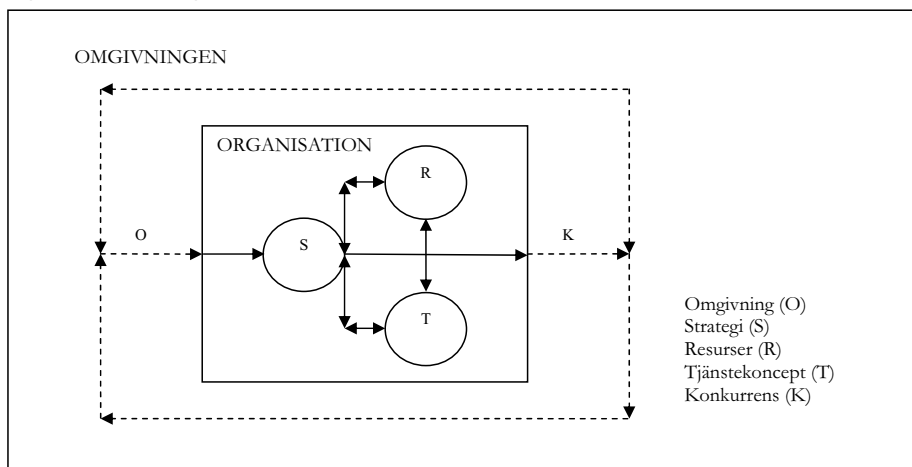 OMGIVNINGEN
ORGANISATION
R
O
S
K
T
Omgivning (O)
Strategi (S)
Resurser (R)
Tjänstekoncept (T)
Konkurrens (K)